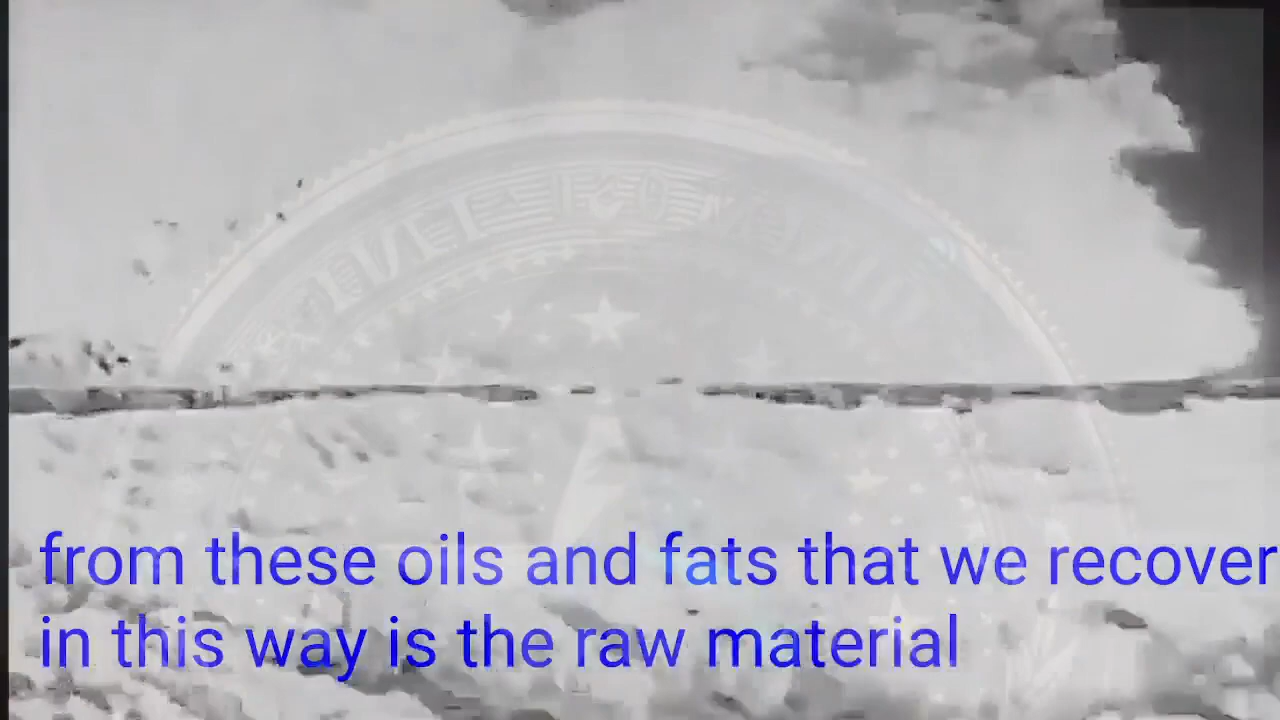 from these oils and fats that we recover
in this way is the raw material